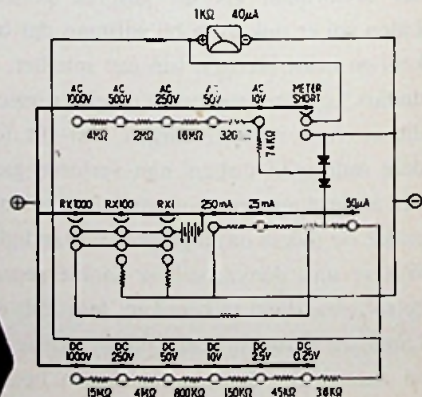 1KΩ 40µA
⊕ ⊖
AC 1000V AC 500V AC 250V AC 50V AC 10V METER SHORT
4MΩ 2MΩ 16MΩ
74KΩ
⊕ ⊖
RX1000 RX100 RX1 250mA 25mA 50µA
DC 1000V DC 250V DC 50V DC 10V DC 2.5V DC 0.25V
15MΩ 4MΩ 800KΩ 150KΩ 45KΩ 3.6KΩ